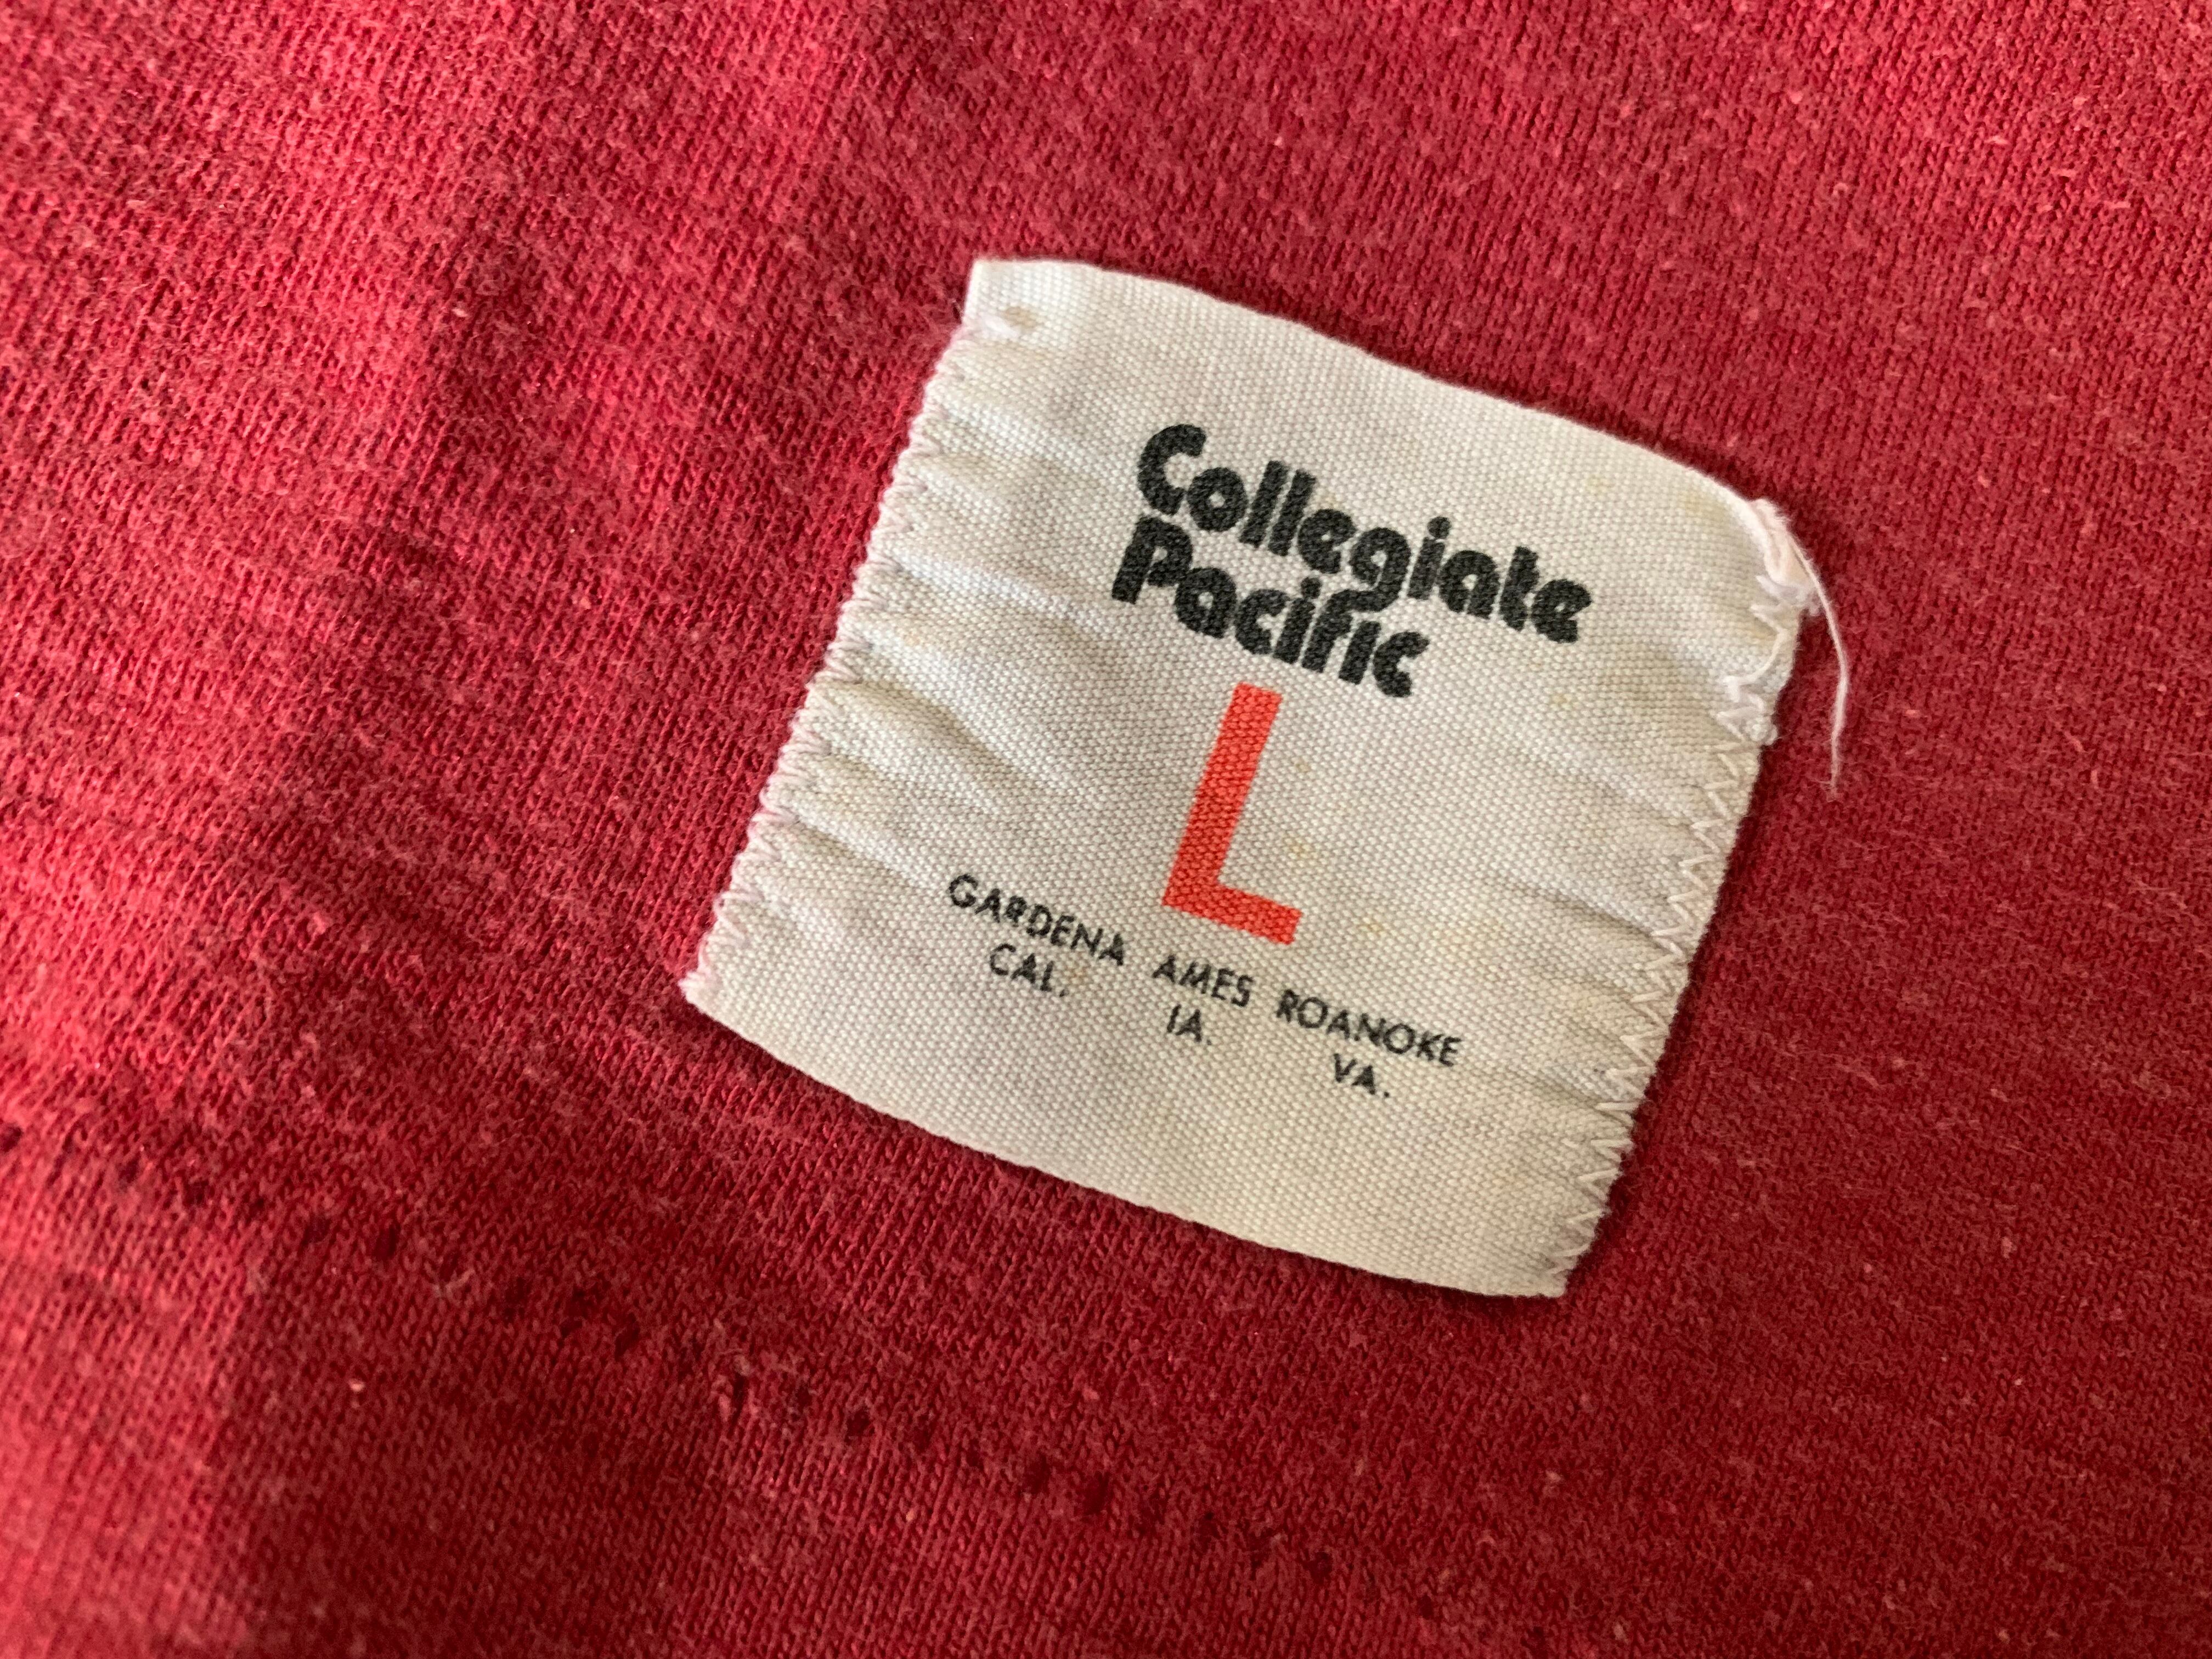 Collegiate
Pacific
L
GARDENA AMES ROANOKE
CAL. IA. VA.